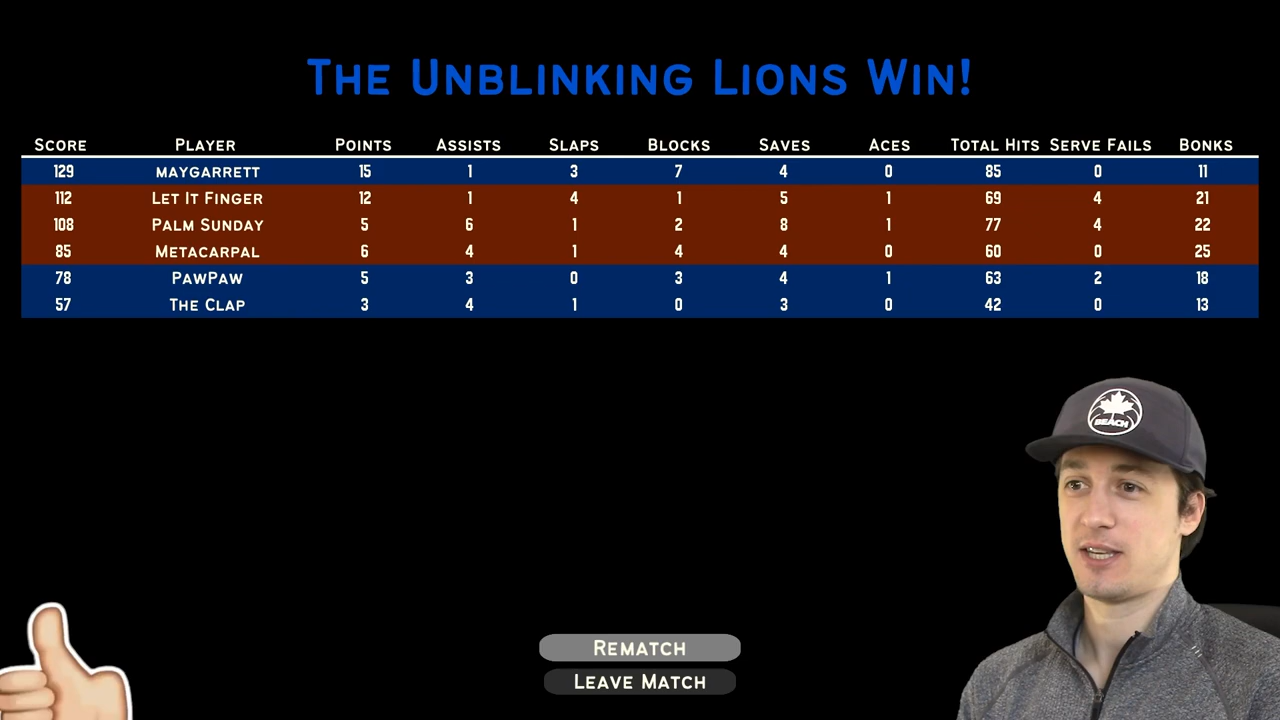 The Unblinking Lions Win!
Score Player Points Assists Slaps Blocks Saves Aces Total Hits Serve Fails Bonks
129 maygarrett 15 1 3 7 4 0 85 0 11
112 Let It Finger 12 1 4 1 5 1 69 4 21
108 Palm Sunday 5 6 1 2 8 1 77 4 22
85 Metacarpal 6 4 1 4 4 0 60 0 25
78 PawPaw 5 3 0 3 4 1 63 2 18
57 The Clap 3 4 1 0 3 0 42 0 13
BEACH
Rematch
Leave Match